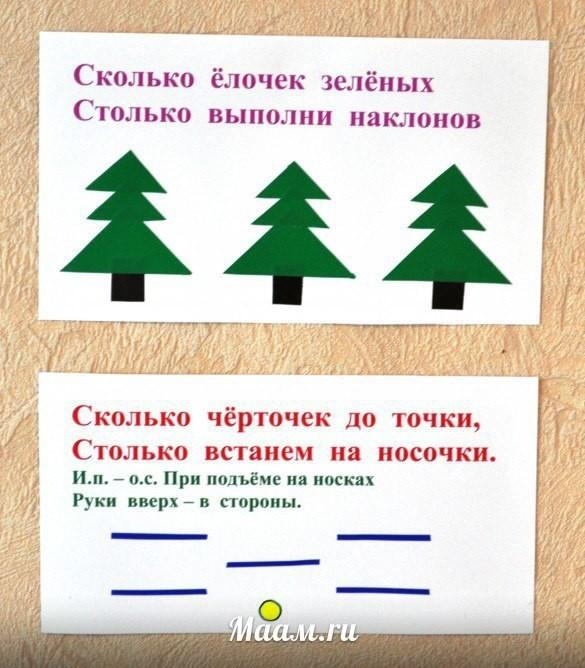 Сколько ёлочек зелёных
Столько выполни наклонов
Сколько чёрточек до точки,
Столько встанем на носочки.
И.п. – о.с. При подъёме на носках
Руки вверх – в стороны.
Маам.ru